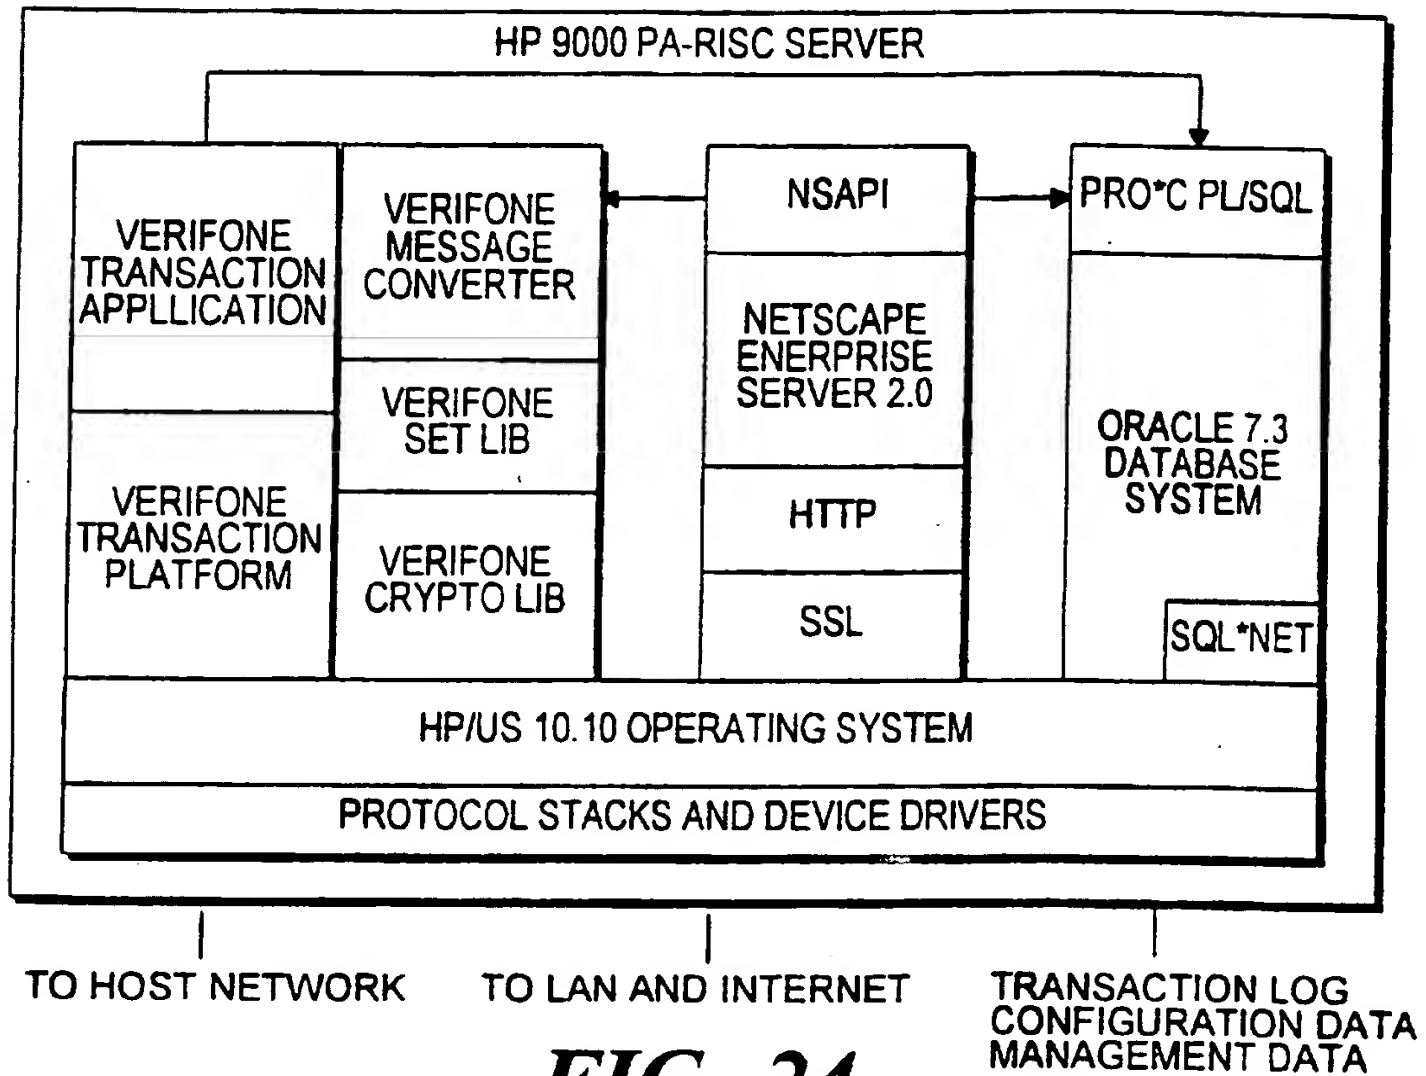 HP 9000 PA-RISC SERVER
VERIFONE
TRANSACTION
APPLLICATION
VERIFONE
TRANSACTION
PLATFORM
VERIFONE
MESSAGE
CONVERTER
VERIFONE
SET LIB
VERIFONE
CRYPTO LIB
NSAPI
NETSCAPE
ENERPRISE
SERVER 2.0
HTTP
SSL
PRO*C PL/SQL
ORACLE 7.3
DATABASE
SYSTEM
SQL*NET
HP/US 10.10 OPERATING SYSTEM
PROTOCOL STACKS AND DEVICE DRIVERS
TO HOST NETWORK
TO LAN AND INTERNET
TRANSACTION LOG
CONFIGURATION DATA
MANAGEMENT DATA
FIG. 24